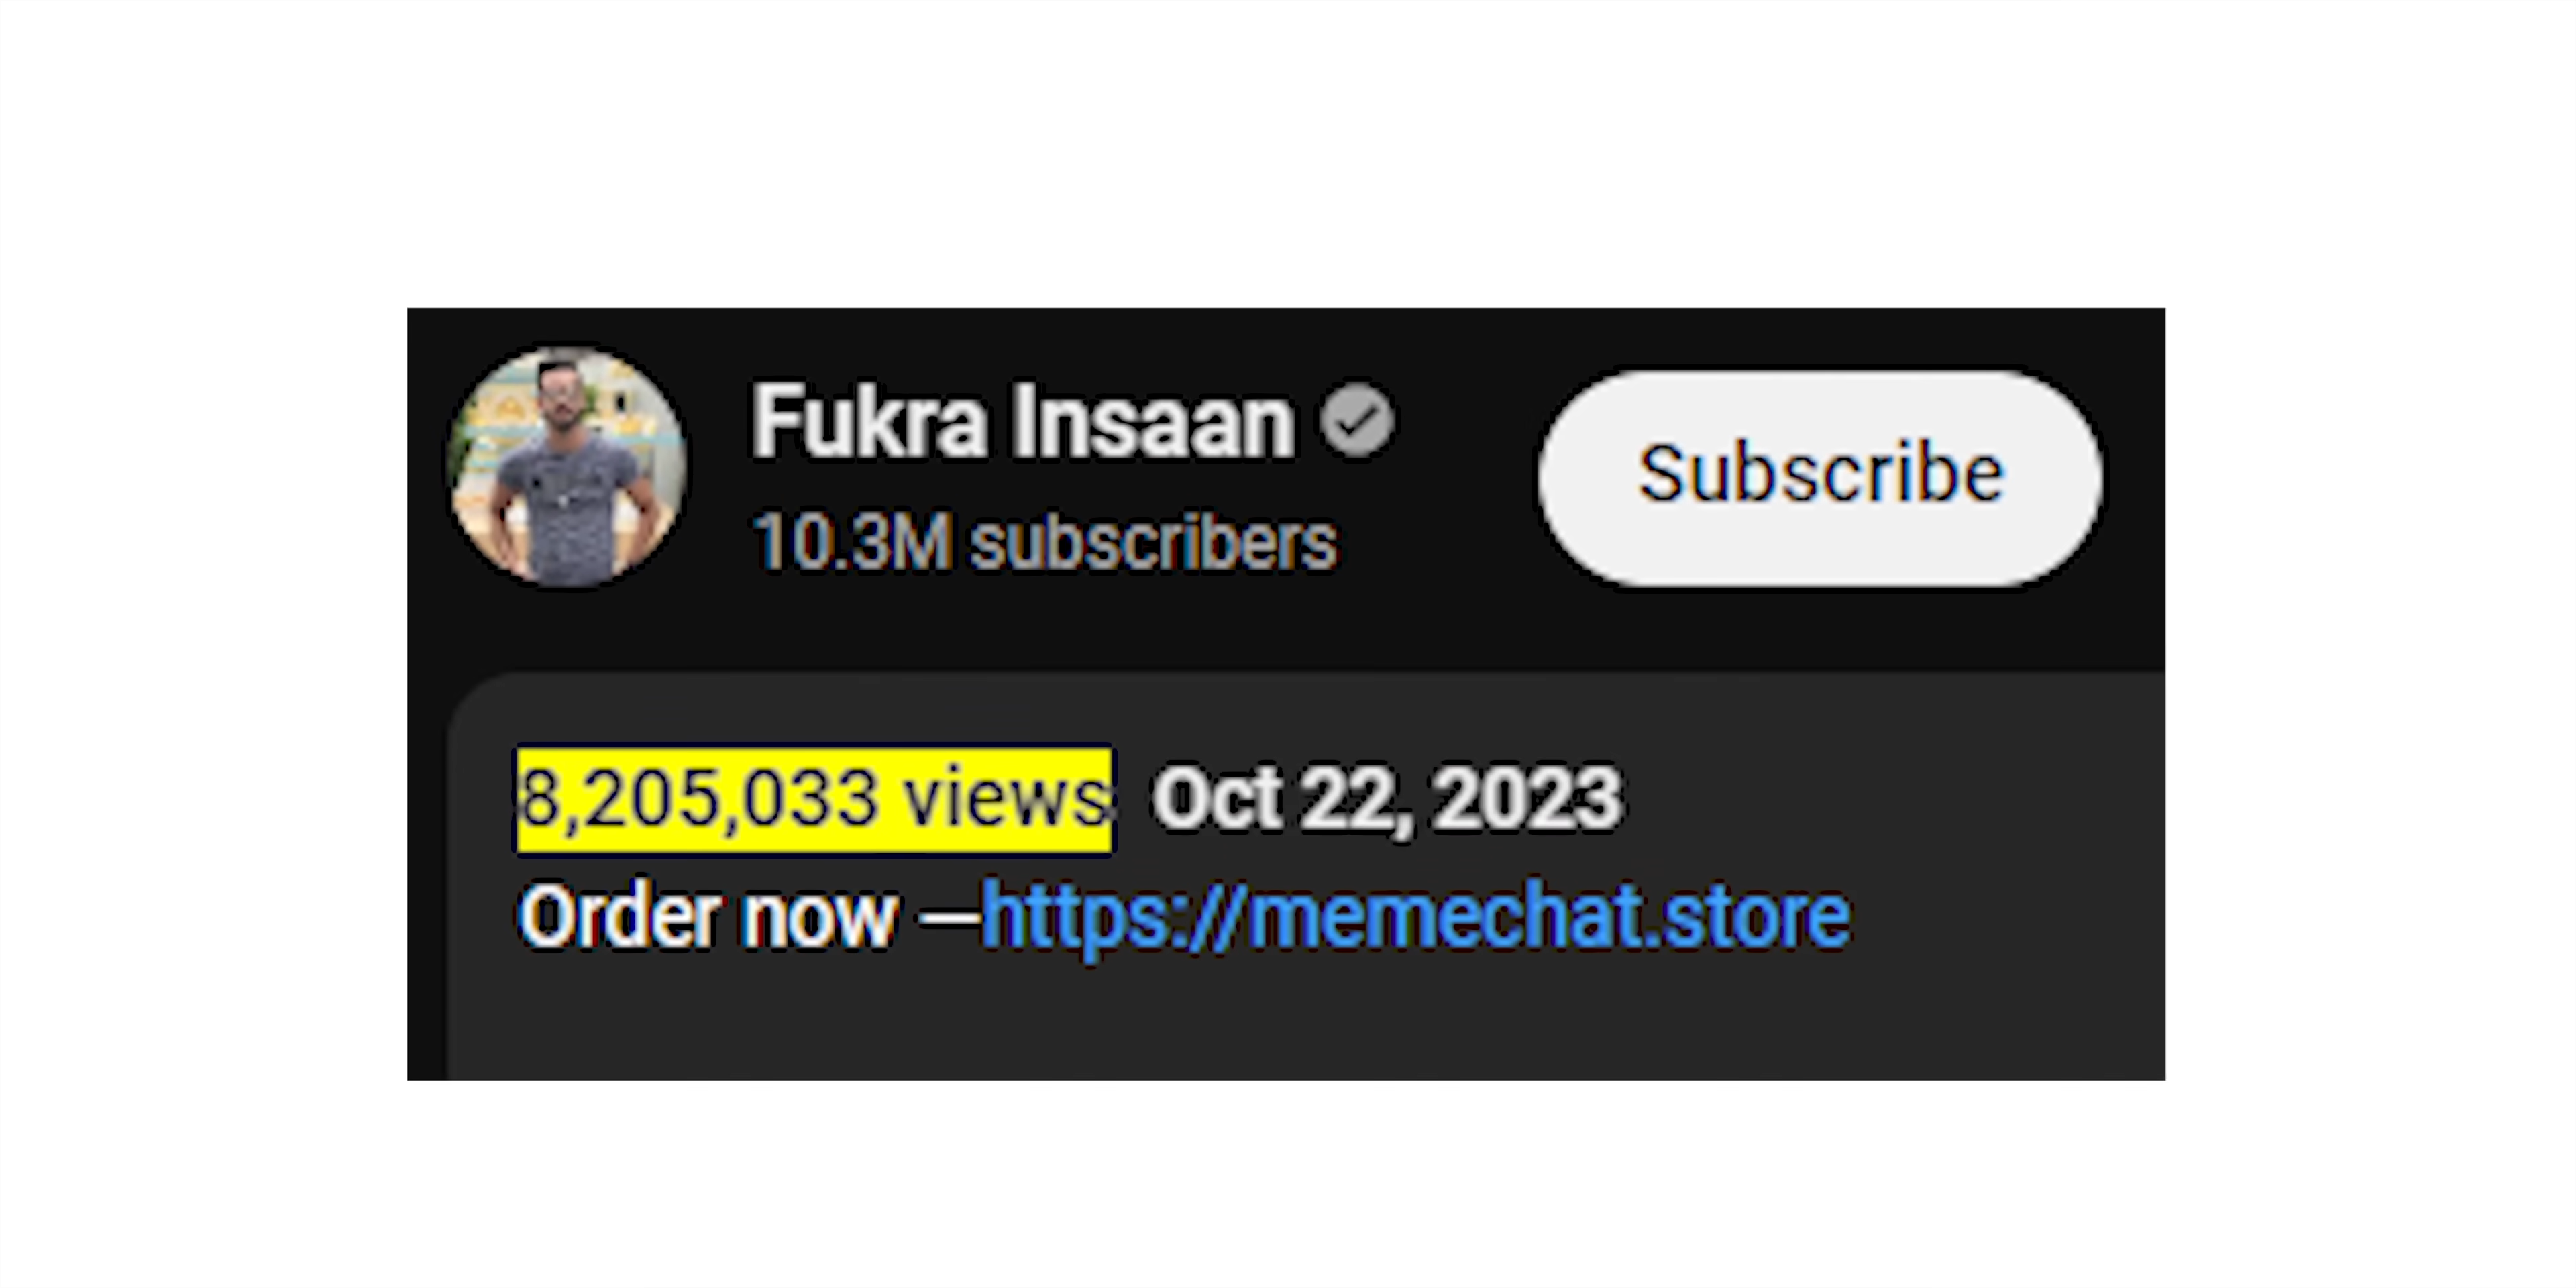 Fukra Insaan
10.3M subscribers
Subscribe
8,205,033 views Oct 22, 2023
Order now —https://memechat.store